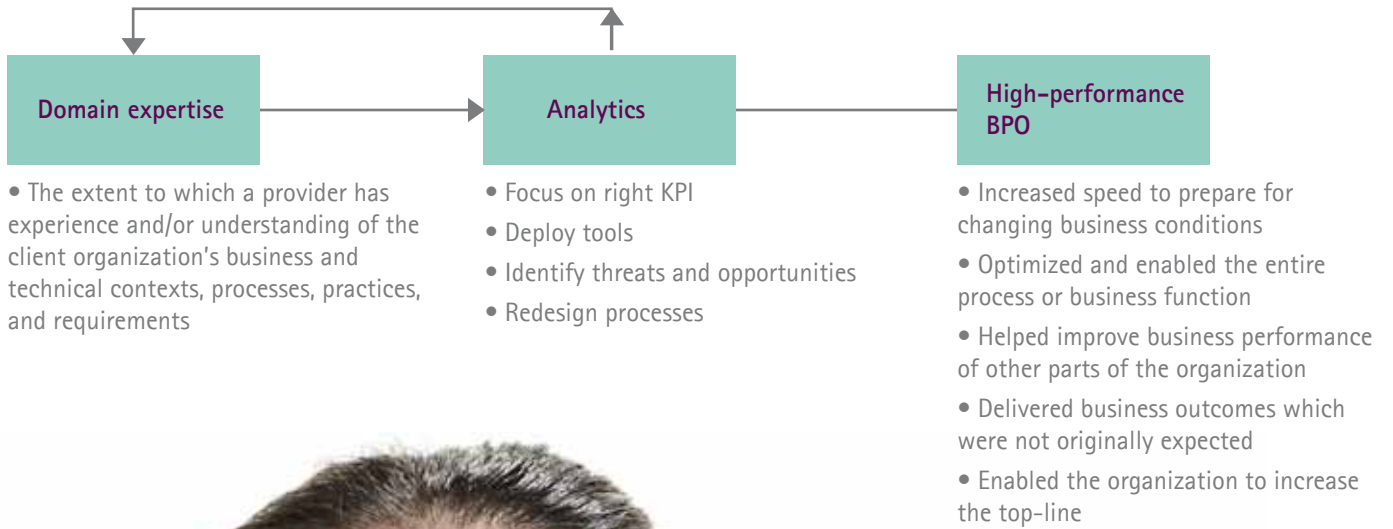 Domain expertise
Analytics
High-performance
BPO
• The extent to which a provider has
experience and/or understanding of the
client organization's business and
technical contexts, processes, practices,
and requirements
• Focus on right KPI
• Deploy tools
• Identify threats and opportunities
• Redesign processes
• Increased speed to prepare for
changing business conditions
• Optimized and enabled the entire
process or business function
• Helped improve business performance
of other parts of the organization
• Delivered business outcomes which
were not originally expected
• Enabled the organization to increase
the top-line